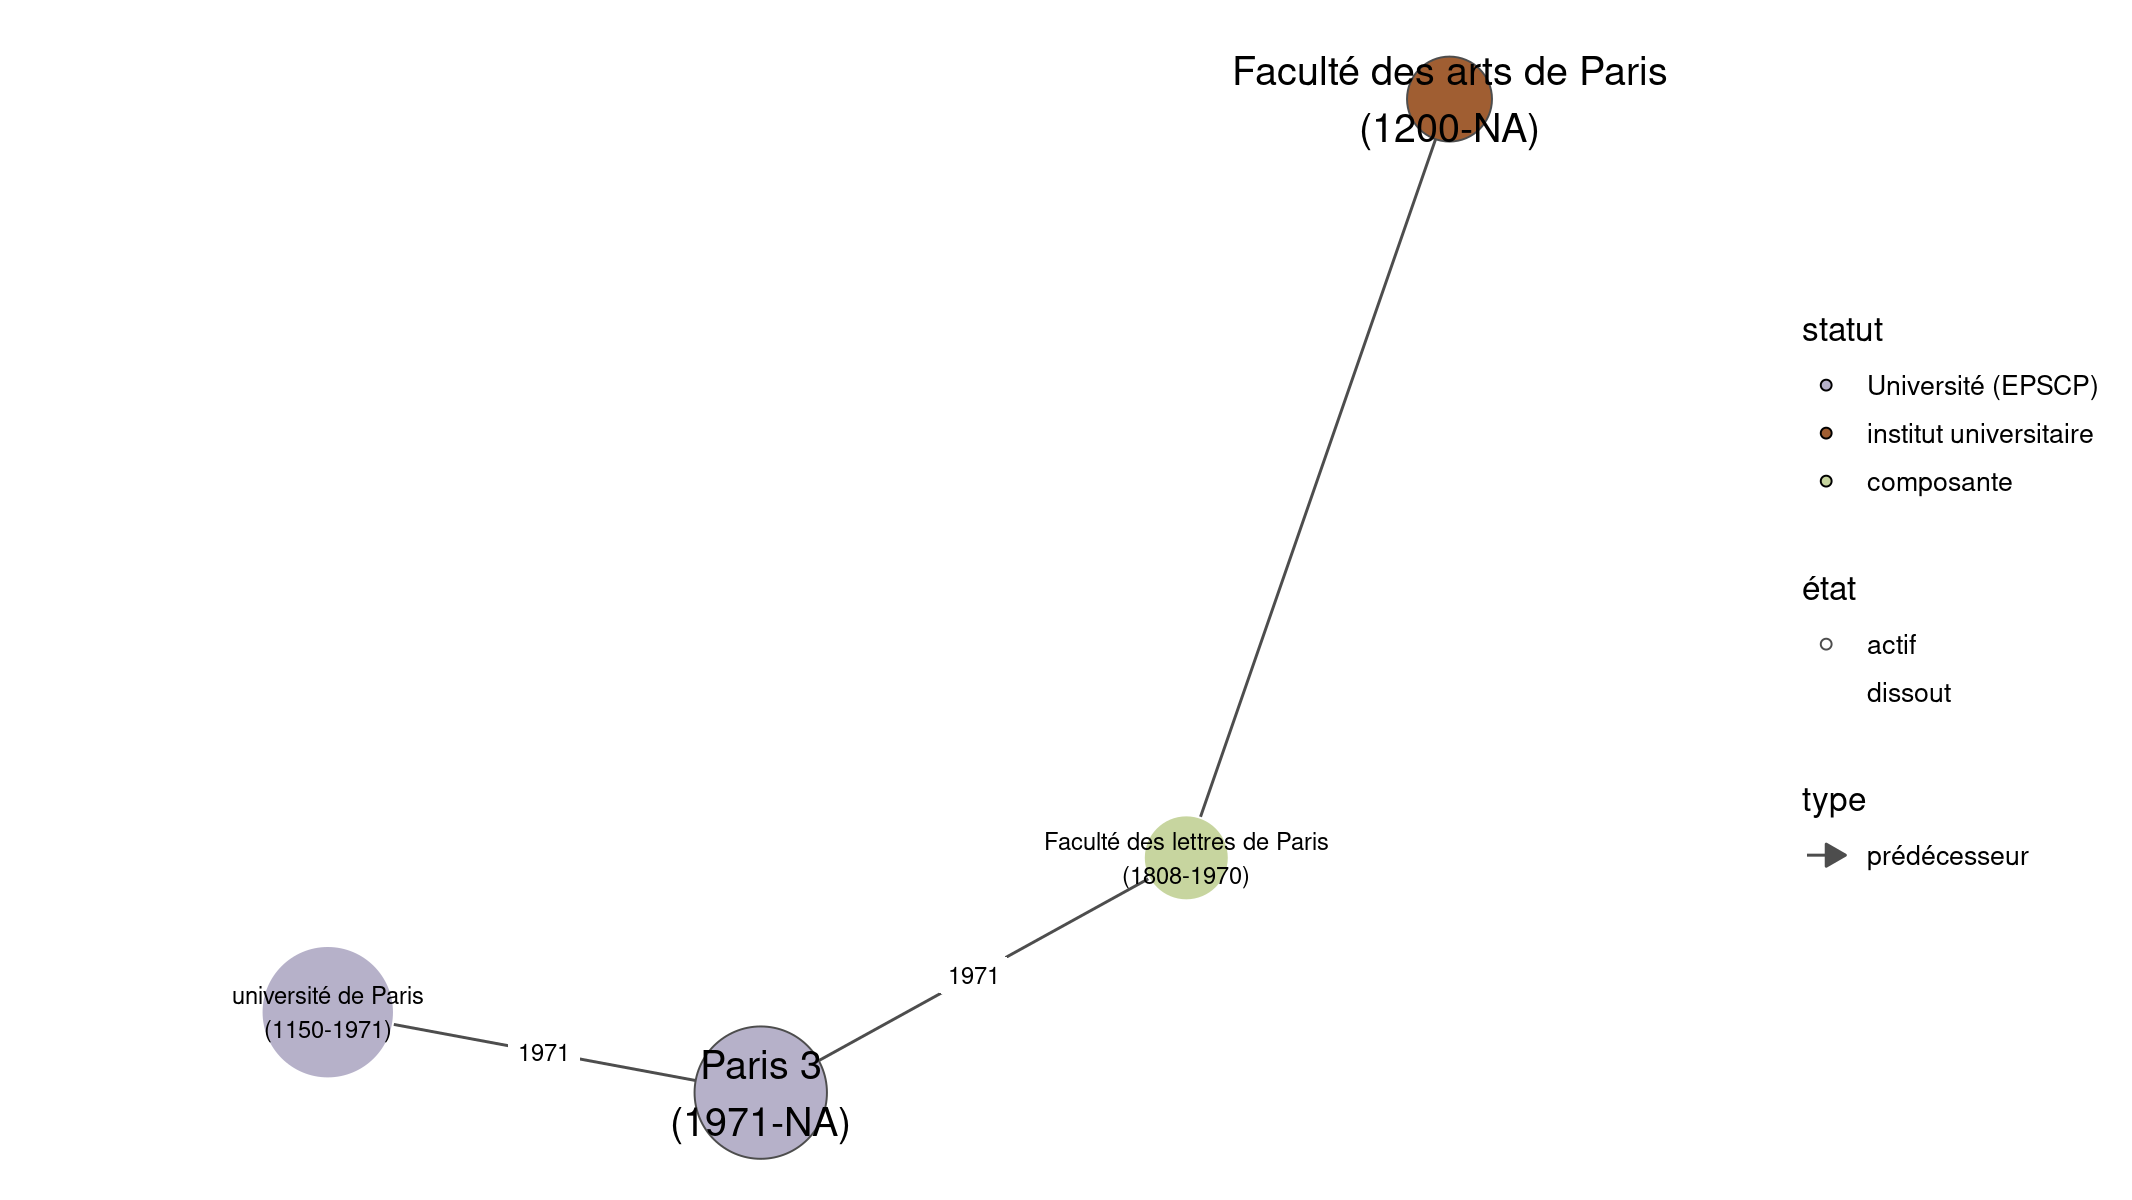 Faculté des arts de Paris
(1200-NA)
statut
Université (EPSCP)
institut universitaire
composante
état
actif
dissout
type
prédécesseur
Faculté des lettres de Paris
(1808-1970)
1971
université de Paris
(1150-1971)
1971
Paris 3
(1971-NA)